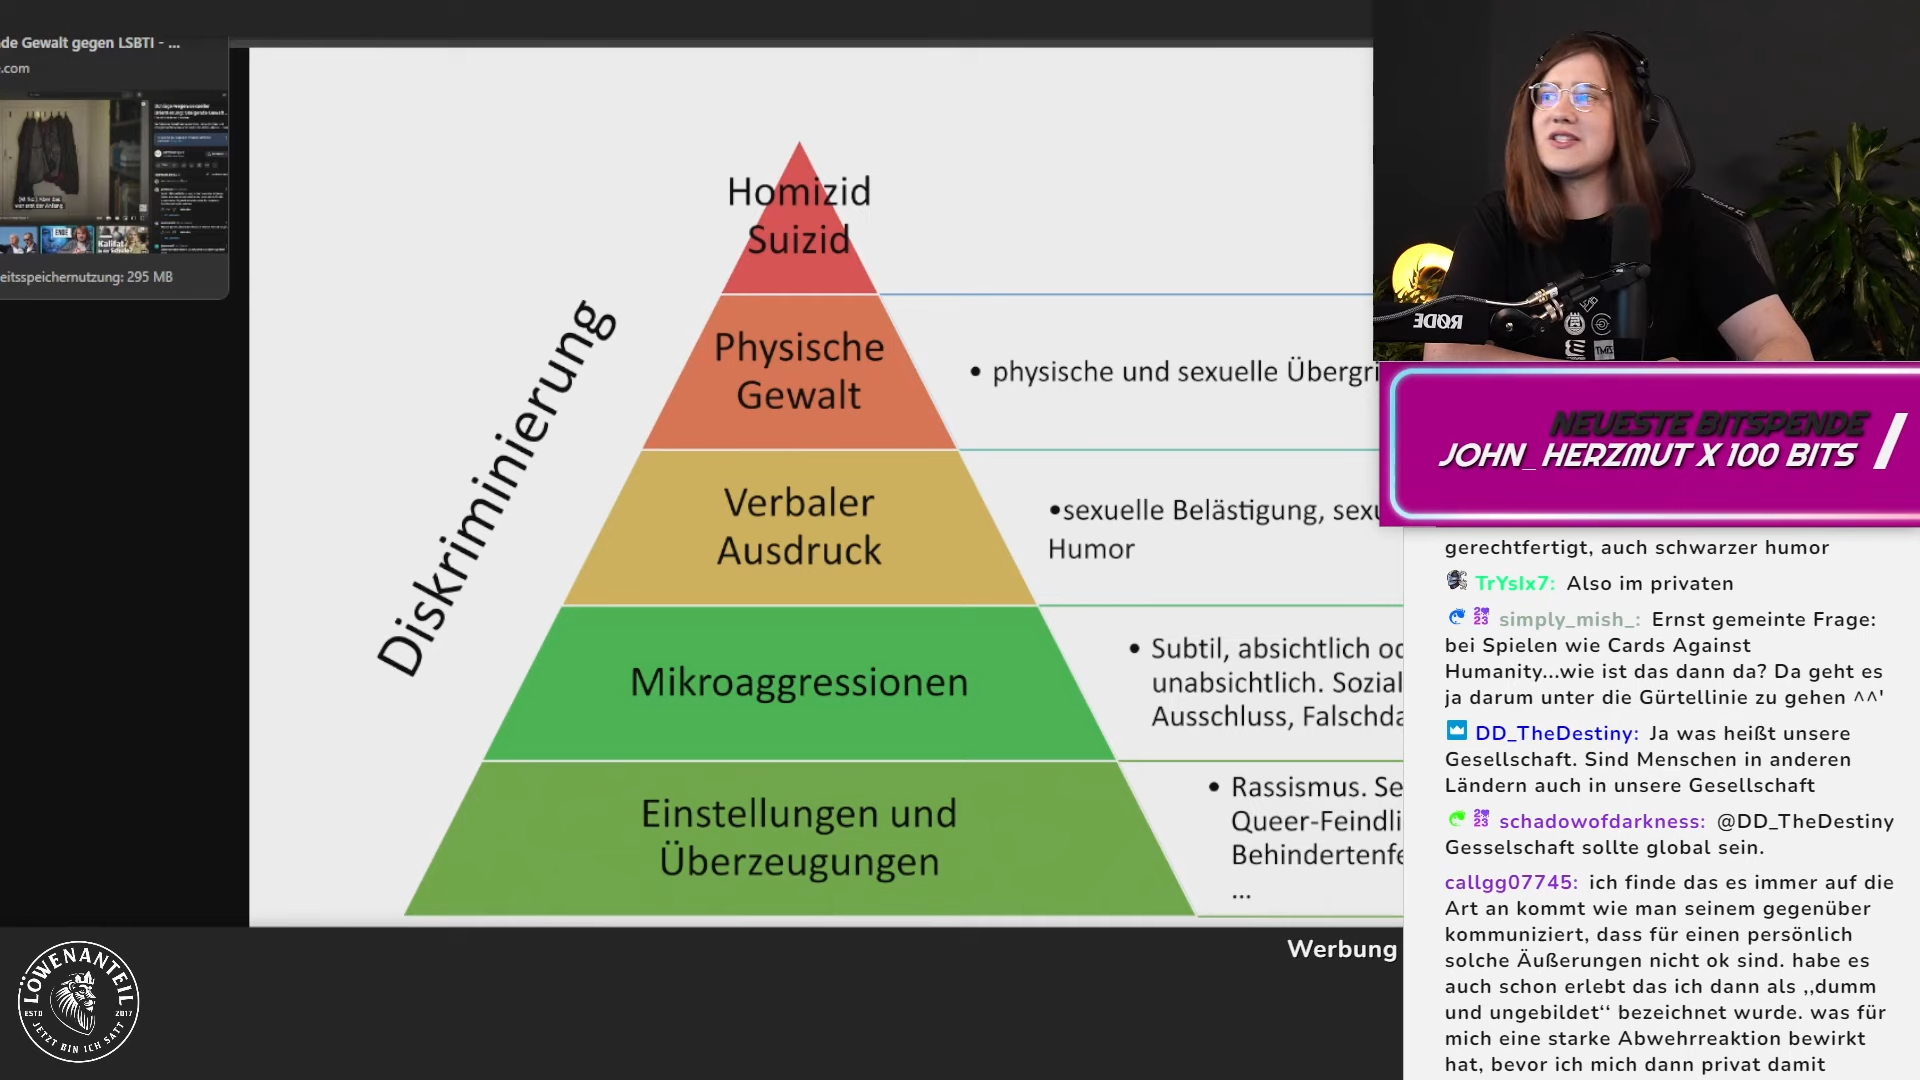 de Gewalt gegen LSBTI - ...
.com
ENDE
Kalifat
eitsspeichernutzung: 295 MB
Diskriminierung
Homizid
Suizid
Physische
Gewalt
• physische und sexuelle Übergri
Verbaler
Ausdruck
•sexuelle Belästigung, sexu
Humor
Mikroaggressionen
• Subtil, absichtlich oc
unabsichtlich. Sozial
Ausschluss, Falschda
Einstellungen und
Überzeugungen
• Rassismus. Se
Queer-Feindli
Behindertenfe
...
Werbung
LÖWENANTEIL
ESTD 2017
JETZT BIN ICH SATT
RØDE
NEUESTE BITSPENDE
JOHN_HERZMUT X 100 BITS
gerechtfertigt, auch schwarzer humor
TrYsIx7: Also im privaten
simply_mish_: Ernst gemeinte Frage:
bei Spielen wie Cards Against
Humanity...wie ist das dann da? Da geht es
ja darum unter die Gürtellinie zu gehen ^^'
DD_TheDestiny: Ja was heißt unsere
Gesellschaft. Sind Menschen in anderen
Ländern auch in unsere Gesellschaft
schadowofdarkness: @DD_TheDestiny
Gesselschaft sollte global sein.
callgg07745: ich finde das es immer auf die
Art an kommt wie man seinem gegenüber
kommuniziert, dass für einen persönlich
solche Äußerungen nicht ok sind. habe es
auch schon erlebt das ich dann als ,,dumm
und ungebildet“ bezeichnet wurde. was für
mich eine starke Abwehrreaktion bewirkt
hat, bevor ich mich dann privat damit